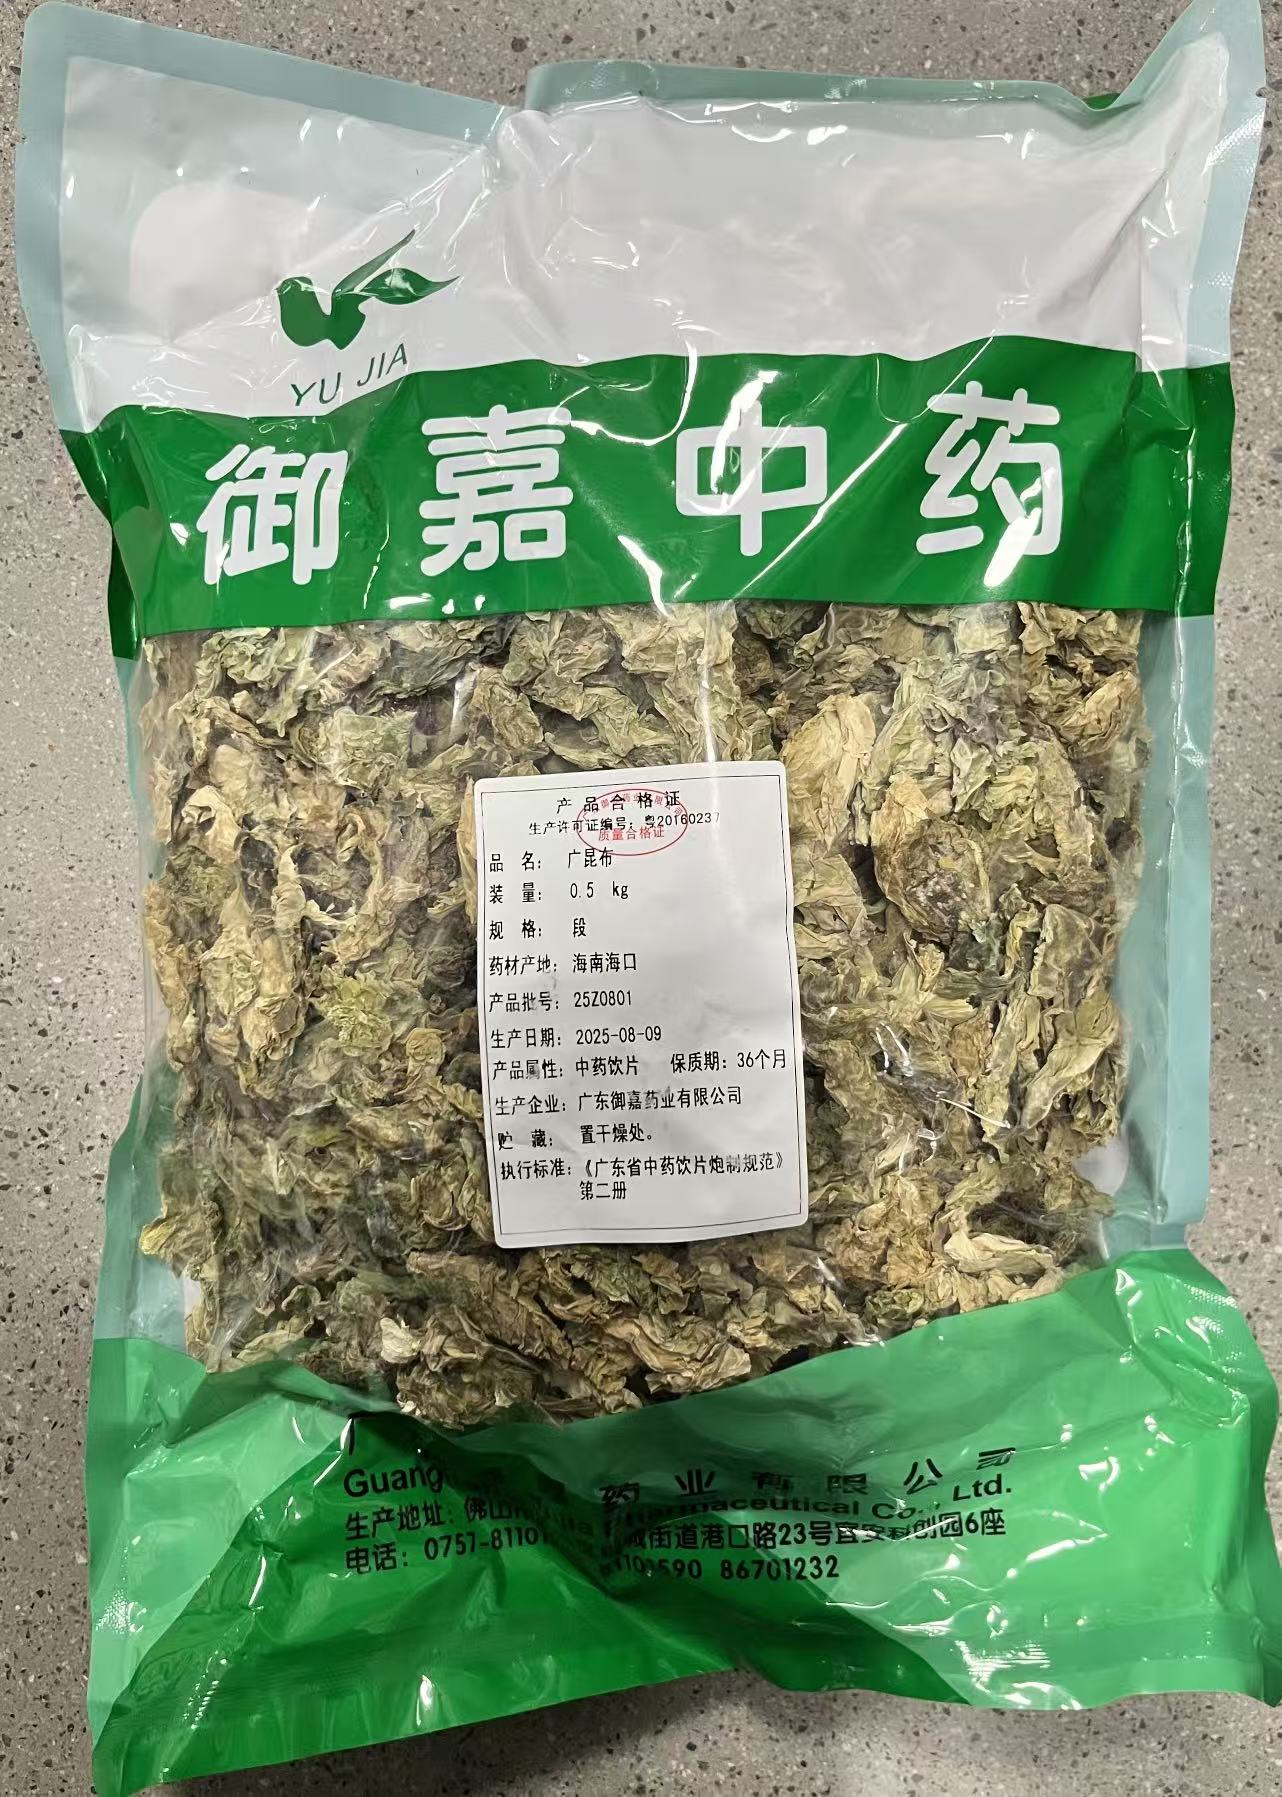 YU JIA
御嘉中药
产品合格证
生产许可证编号：粤20160237
质量合格证
品 名： 广昆布
装 量： 0.5 kg
规 格： 段
药材产地：海南海口
产品批号：25Z0801
生产日期：2025-08-09
产品属性：中药饮片 保质期：36个月
生产企业：广东御嘉药业有限公司
贮 藏： 置干燥处。
执行标准：《广东省中药饮片炮制规范》
第二册
药业有限公司
Guang Pharmaceutical Co., Ltd.
生产地址：佛山 城街道港口路23号宜安科创园6座
电话：0757-8110 86701232